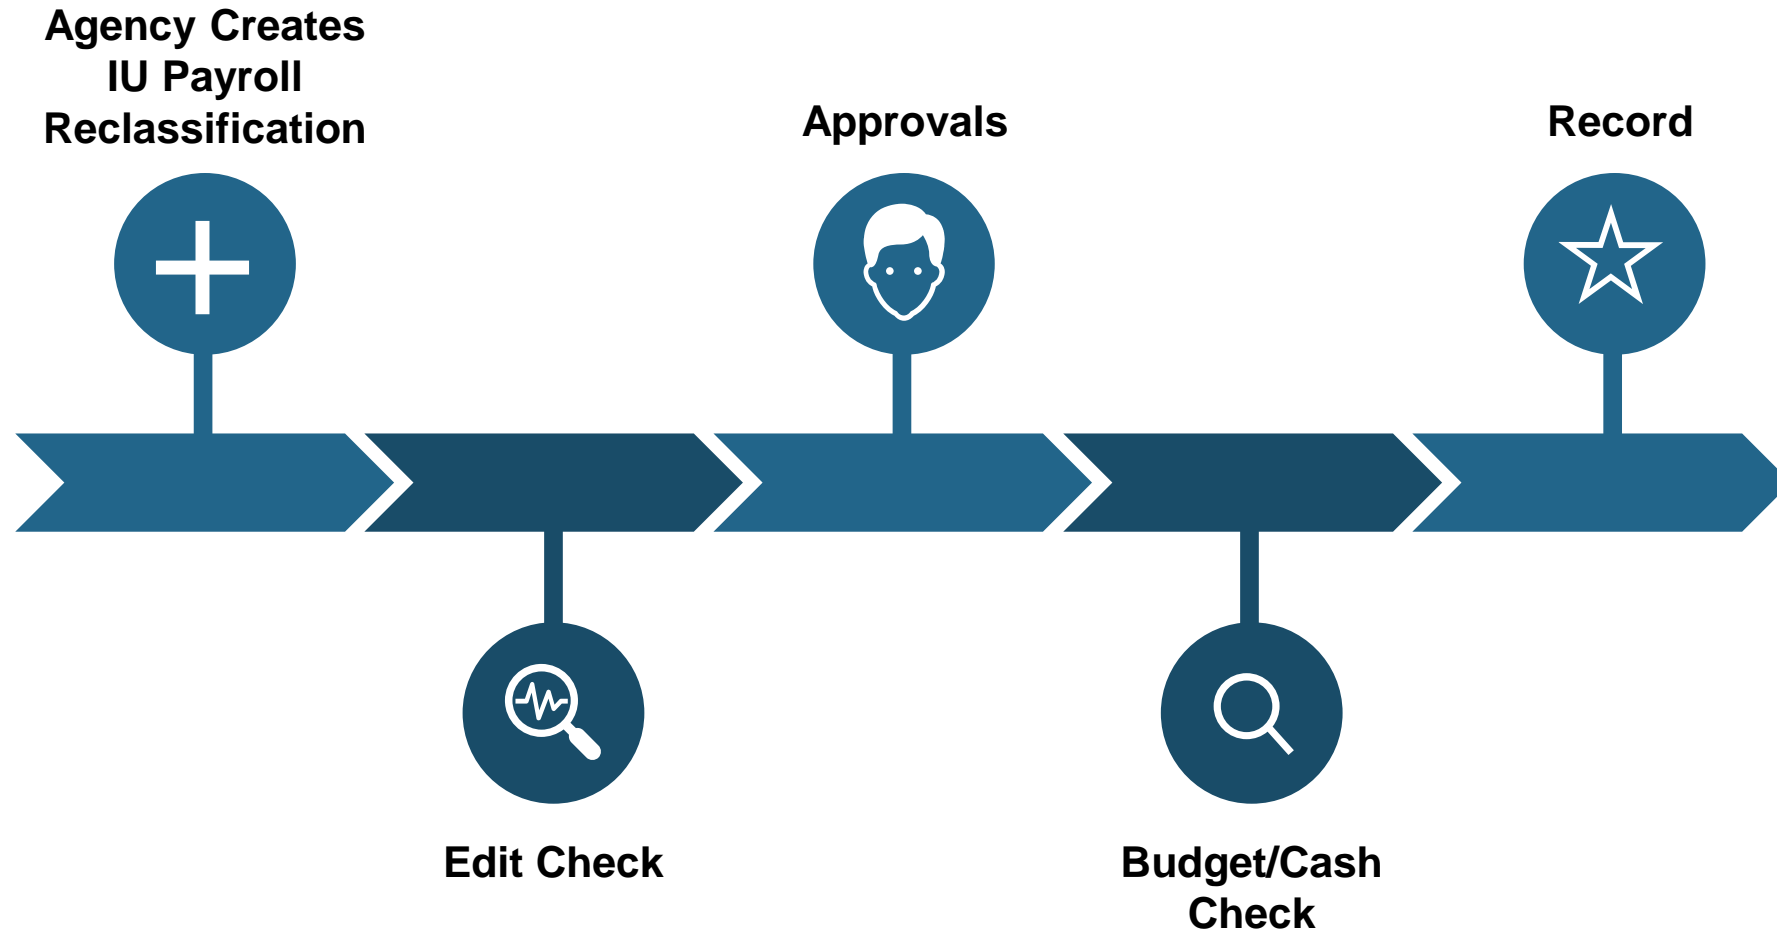 Agency Creates
IU Payroll
Reclassification
Edit Check
Approvals
Budget/Cash
Check
Record